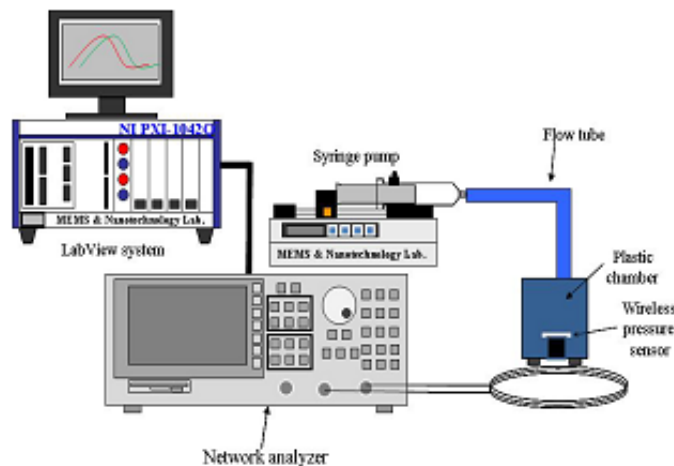 NI PXI-1042Q
MEMS & Nanotechnology Lab.
LabView system
Syringe pump
MEMS & Nanotechnology Lab.
Flow tube
Plastic
chamber
Wireless
pressure
sensor
Network analyzer